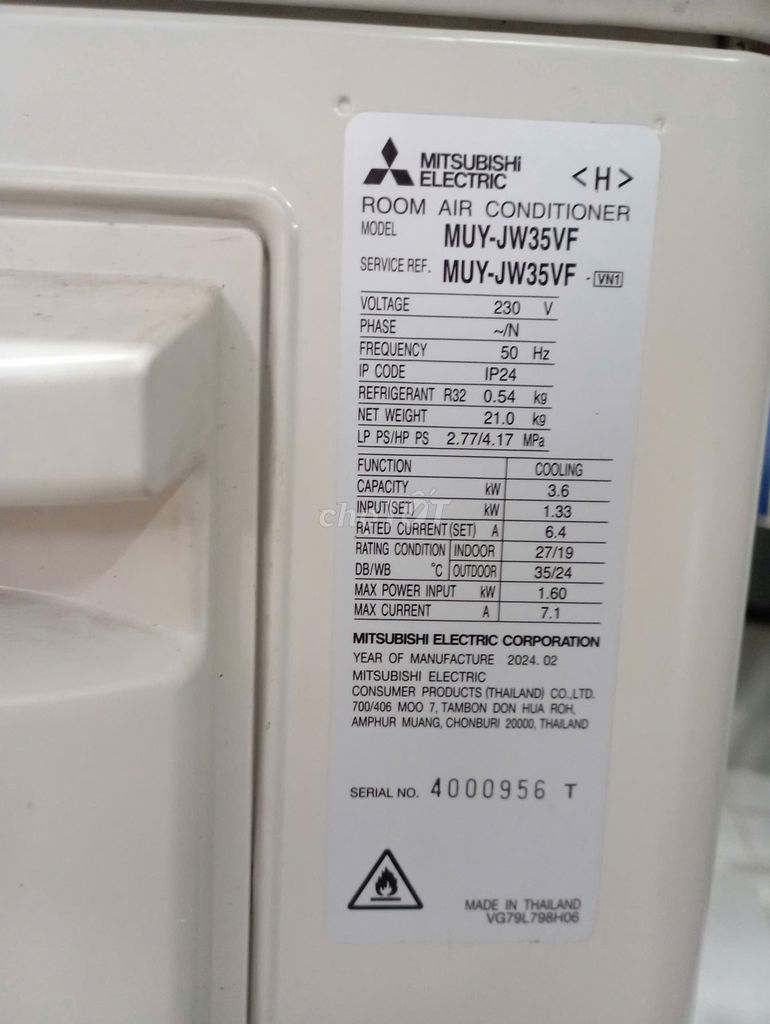 MITSUBISHI
ELECTRIC
<H>
ROOM AIR CONDITIONER
MODEL MUY-JW35VF
SERVICE REF. MUY-JW35VF - VN1
VOLTAGE 230 V
PHASE ~/N
FREQUENCY 50 Hz
IP CODE IP24
REFRIGERANT R32 0.54 kg
NET WEIGHT 21.0 kg
LP PS/HP PS 2.77/4.17 MPa
FUNCTION COOLING
CAPACITY kW 3.6
INPUT(SET) kW 1.33
chợTỐT
RATED CURRENT(SET) A 6.4
RATING CONDITION INDOOR 27/19
DB/WB °C OUTDOOR 35/24
MAX POWER INPUT kW 1.60
MAX CURRENT A 7.1
MITSUBISHI ELECTRIC CORPORATION
YEAR OF MANUFACTURE 2024.02
MITSUBISHI ELECTRIC
CONSUMER PRODUCTS (THAILAND) CO.,LTD.
700/406 MOO 7, TAMBON DON HUA ROH,
AMPHUR MUANG, CHONBURI 20000, THAILAND
SERIAL NO. 4000956 T
MADE IN THAILAND
VG79L798H06